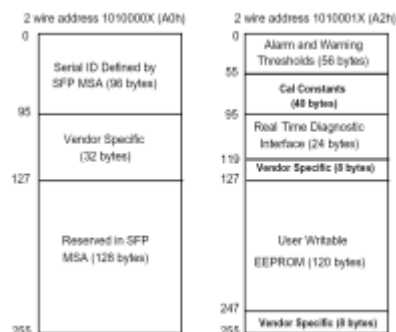 2 wire address 1010000X (A0h)
0
Serial ID Defined by
SFP MSA (96 bytes)
95
Vendor Specific
(32 bytes)
127
Reserved in SFP
MSA (128 bytes)
255
2 wire address 1010001X (A2h)
0
Alarm and Warning
Thresholds (56 bytes)
55
Cal Constants
(40 bytes)
95
Real Time Diagnostic
Interface (24 bytes)
119
Vendor Specific (8 bytes)
127
User Writable
EEPROM (120 bytes)
247
Vendor Specific (8 bytes)
255